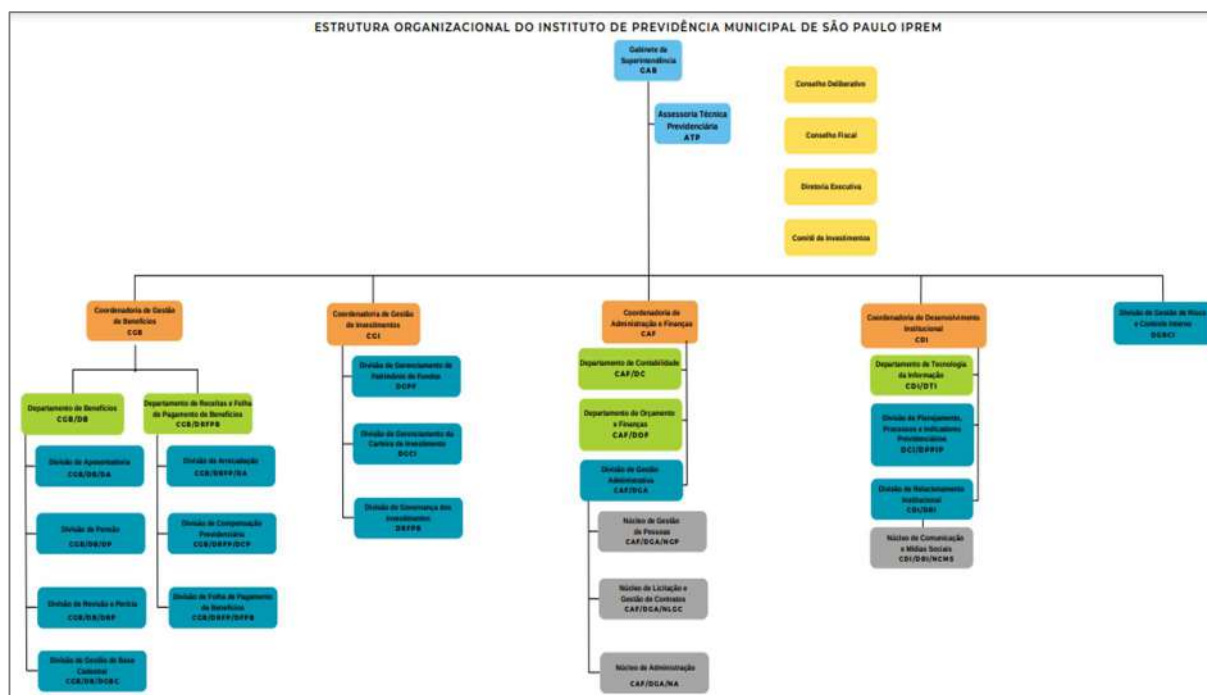 ESTRUTURA ORGANIZACIONAL DO INSTITUTO DE PREVIDÊNCIA MUNICIPAL DE SÃO PAULO IPREM
Gabinete da
Superintendência
GAB
Assessoria Técnica
Previdenciária
ATP
Conselho Deliberativo
Conselho Fiscal
Diretoria Executiva
Comitê de Investimentos
Coordenadoria de Gestão
de Benefícios
CGB
Departamento de Benefícios
CGB/DB
Divisão de Aposentadoria
CGB/DB/DA
Divisão de Pensão
CGB/DB/DP
Divisão de Revisão e Perícia
CGB/DB/DRP
Divisão de Gestão de Base
Cadastral
CGB/DB/DGBC
Departamento de Receitas e Folha
de Pagamento de Benefícios
CGB/DRFPB
Divisão de Arrecadação
CGB/DRFP/DA
Divisão de Compensação
Previdenciária
CGB/DRFP/DCP
Divisão de Folha de Pagamento
de Benefícios
CGB/DRFP/DFPB
Coordenadoria de Gestão
de Investimentos
CGI
Divisão de Gerenciamento de
Patrimônio de Fundos
DGPF
Divisão de Gerenciamento da
Carteira de Investimento
DGCI
Divisão de Governança dos
Investimentos
DRFPB
Coordenadoria de
Administração e Finanças
CAF
Departamento de Contabilidade
CAF/DC
Departamento de Orçamento
e Finanças
CAF/DOF
Divisão de Gestão
Administrativa
CAF/DGA
Núcleo de Gestão
de Pessoas
CAF/DGA/NGP
Núcleo de Licitação e
Gestão de Contratos
CAF/DGA/NLGC
Núcleo de Administração
CAF/DGA/NA
Coordenadoria de Desenvolvimento
Institucional
CDI
Departamento de Tecnologia
da Informação
CDI/DTI
Divisão de Planejamento,
Processos e Indicadores
Previdenciários
DCI/DPPIP
Divisão de Relacionamento
Institucional
CDI/DRI
Núcleo de Comunicação
e Mídias Sociais
CDI/DRI/NCMS
Divisão de Gestão de Risco
e Controle Interno
DGRCI